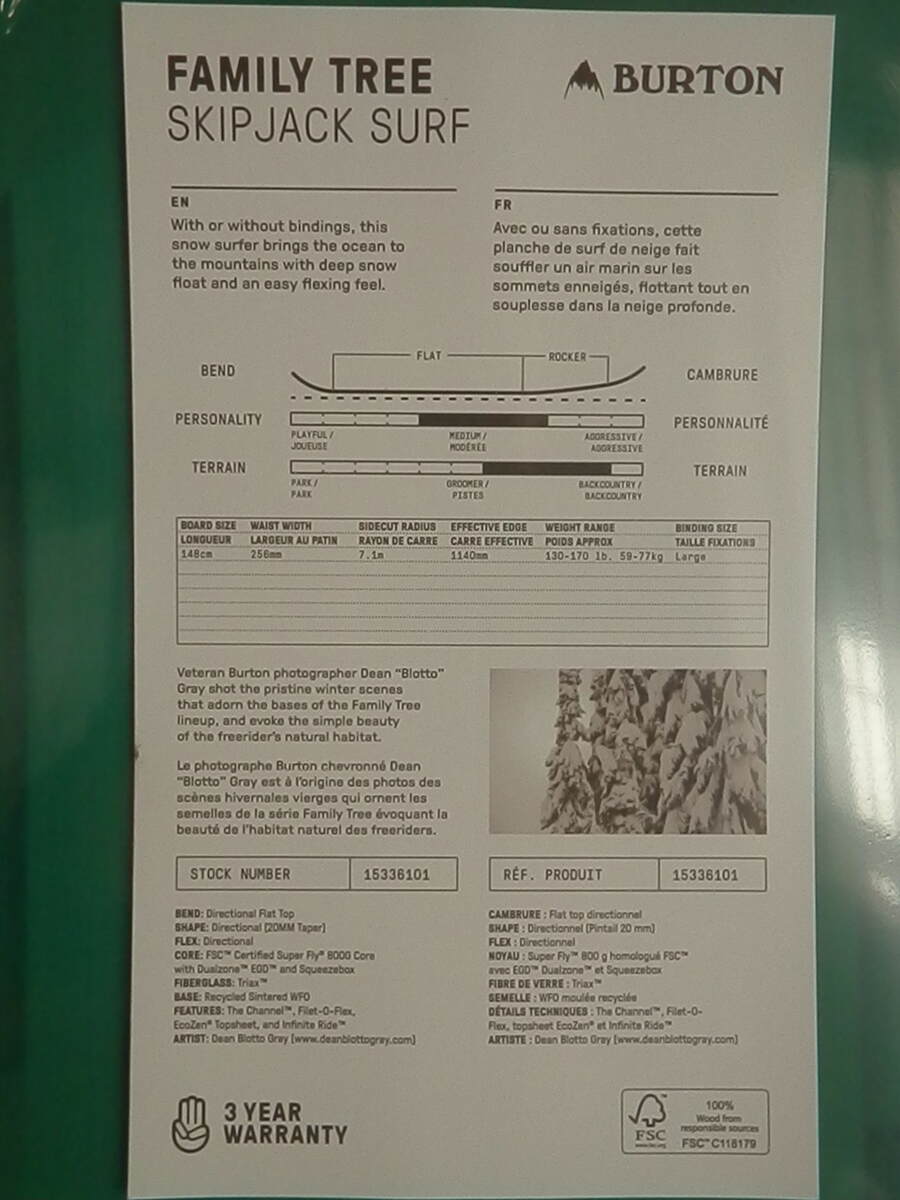 FAMILY TREE
SKIPJACK SURF
BURTON
EN
With or without bindings, this
snow surfer brings the ocean to
the mountains with deep snow
float and an easy flexing feel.
FR
Avec ou sans fixations, cette
planche de surf de neige fait
souffler un air marin sur les
sommets enneigés, flottant tout en
souplesse dans la neige profonde.
FLAT
ROCKER
BEND
CAMBRURE
PERSONALITY
PERSONNALITÉ
PLAYFUL /
JOUEUSE
MEDIUM /
MODÉRÉE
AGGRESSIVE /
AGGRESSIVE
TERRAIN
TERRAIN
PARK /
PARK
GROOMER /
PISTES
BACKCOUNTRY /
BACKCOUNTRY
BOARD SIZE WAIST WIDTH SIDECUT RADIUS EFFECTIVE EDGE WEIGHT RANGE BINDING SIZE
LONGUEUR LARGEUR AU PATIN RAYON DE CARRE CARRE EFFECTIVE POIDS APPROX TAILLE FIXATIONS
148cm 256mm 7.1m 1140mm 130-170 lb. 59-77kg Large
Veteran Burton photographer Dean “Blotto”
Gray shot the pristine winter scenes
that adorn the bases of the Family Tree
lineup, and evoke the simple beauty
of the freerider’s natural habitat.
Le photographe Burton chevronné Dean
“Blotto” Gray est à l’origine des photos des
scènes hivernales vierges qui ornent les
semelles de la série Family Tree évoquant la
beauté de l’habitat naturel des freeriders.
STOCK NUMBER 15336101
RÉF. PRODUIT 15336101
BEND: Directional Flat Top
SHAPE: Directional (20MM Taper)
FLEX: Directional
CORE: FSC™ Certified Super Fly® 800G Core
with Dualzone™ EGD™ and Squeezebox
FIBERGLASS: Triax™
BASE: Recycled Sintered WFO
FEATURES: The Channel™, Filet-O-Flex,
EcoZen® Topsheet, and Infinite Ride™
ARTIST: Dean Blotto Gray (www.deanblottogray.com)
CAMBRURE : Flat top directionnel
SHAPE : Directionnel (Pintail 20 mm)
FLEX : Directionnel
NOYAU : Super Fly™ 800 g homologué FSC™
avec EGD™ Dualzone™ et Squeezebox
FIBRE DE VERRE : Triax™
SEMELLE : WFO moulée recyclée
DÉTAILS TECHNIQUES : The Channel™, Filet-O-
Flex, topsheet EcoZen® et Infinite Ride™
ARTISTE : Dean Blotto Gray (www.deanblottogray.com)
3 YEAR
WARRANTY
FSC
www.fsc.org
100%
Wood from
responsible sources
FSC™ C118179